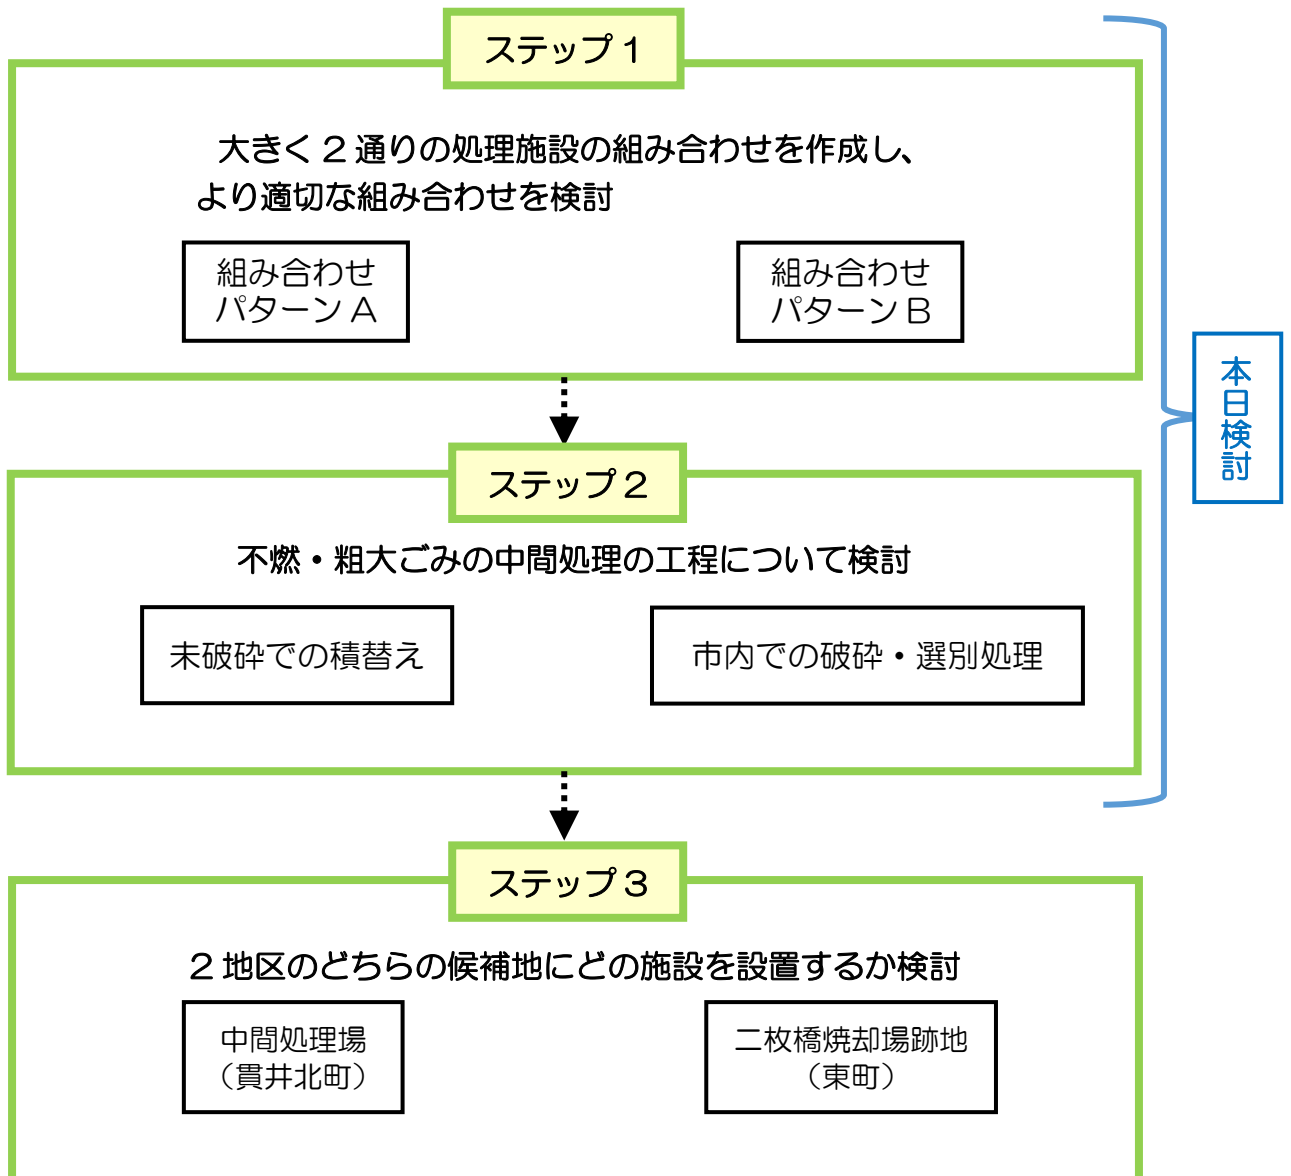 ステップ1
大きく2通りの処理施設の組み合わせを作成し、
より適切な組み合わせを検討
組み合わせ
パターンA
組み合わせ
パターンB
本日検討
ステップ2
不燃・粗大ごみの中間処理の工程について検討
未破砕での積替え
市内での破砕・選別処理
ステップ3
2地区のどちらの候補地にどの施設を設置するか検討
中間処理場
（貫井北町）
二枚橋焼却場跡地
（東町）